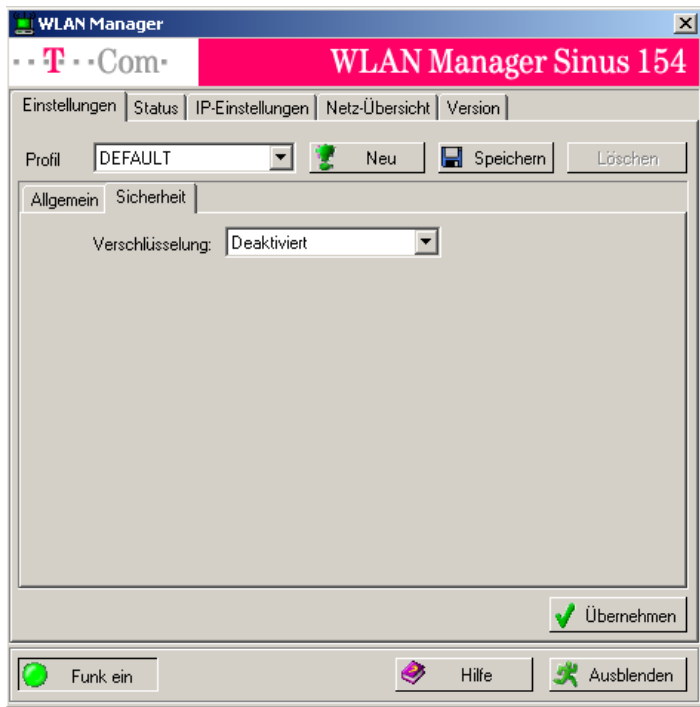 WLAN Manager
··T··Com·
WLAN Manager Sinus 154
Einstellungen Status IP-Einstellungen Netz-Übersicht Version
Profil DEFAULT Neu Speichern Löschen
Allgemein Sicherheit
Verschlüsselung: Deaktiviert
Übernehmen
Funk ein Hilfe Ausblenden